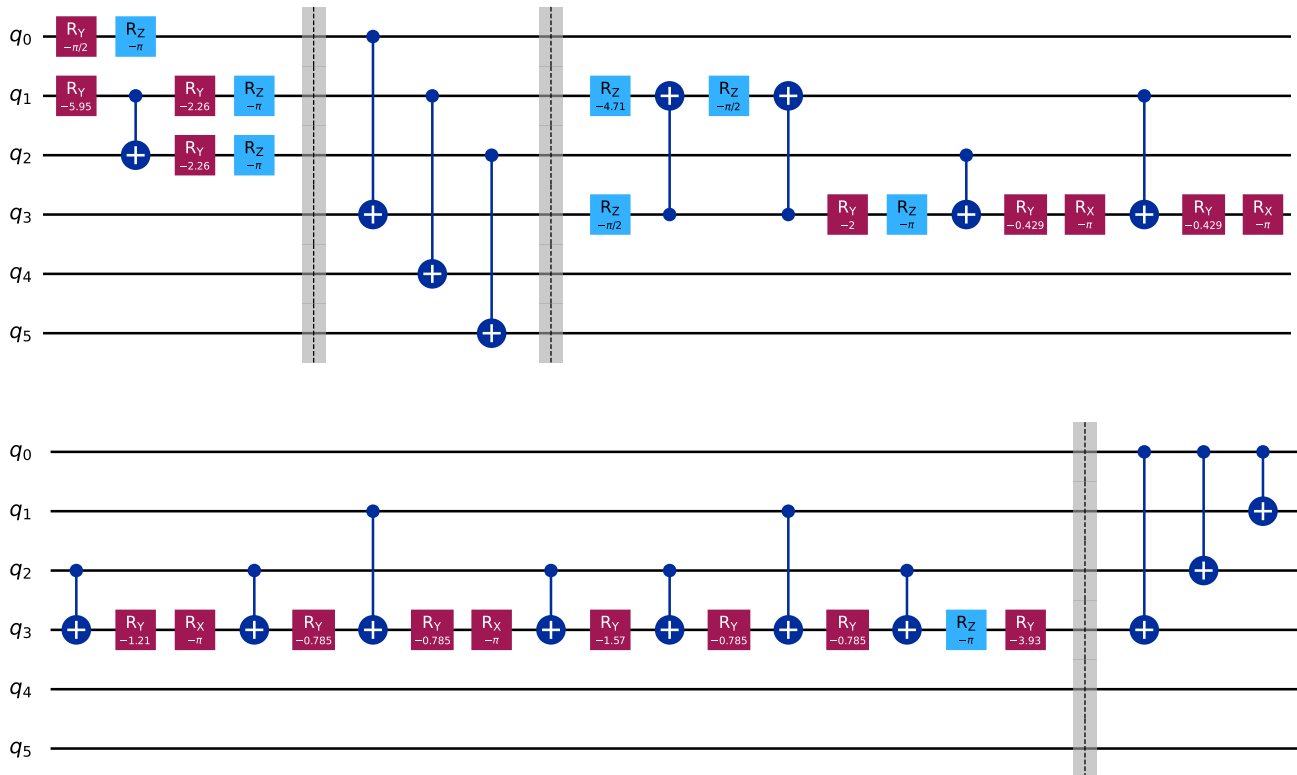 q0 RY −π/2 RZ −π
q1 RY −5.95 RY −2.26 RZ −π RZ −4.71 RZ −π/2
q2 RY −2.26 RZ −π
q3 RZ −π/2 RY −2 RZ −π RY −0.429 RX −π RY −0.429 RX −π
q4
q5
q0
q1
q2
q3 RY −1.21 RX −π RY −0.785 RY −0.785 RX −π RY −1.57 RY −0.785 RY −0.785 RZ −π RY −3.93
q4
q5